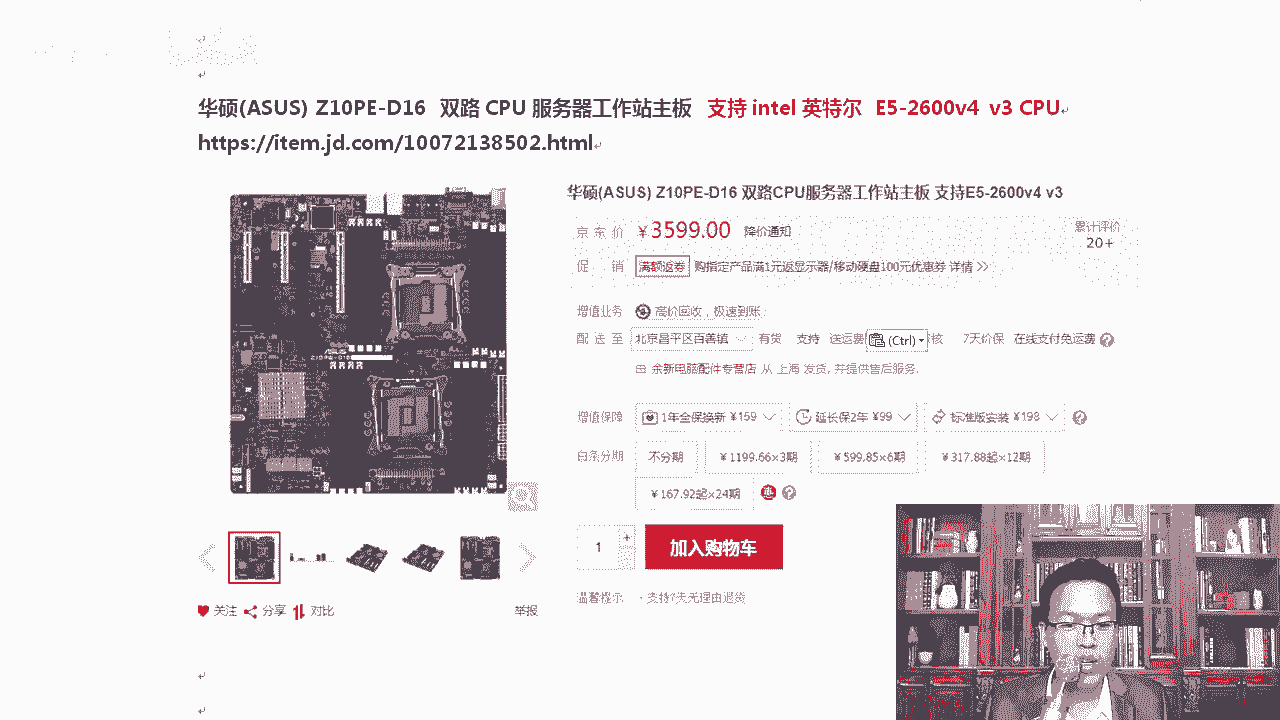 华硕(ASUS) Z10PE-D16 双路 CPU 服务器工作站主板 支持 intel 英特尔 E5-2600v4 v3 CPU
https://item.jd.com/10072138502.html
华硕(ASUS) Z10PE-D16 双路CPU服务器工作站主板 支持E5-2600v4 v3
京东价 ¥3599.00 降价通知
累计评价
20+
促销 满额返券 购指定产品满1元返显示器/移动硬盘100元优惠券 详情 >>
增值业务 高价回收，极速到账
配送至 北京昌平区百善镇 有货 支持 送运费 (Ctrl) 7天价保 在线支付免运费
余新电脑配件专营店 从 上海 发货, 并提供售后服务.
增值保障 1年全保换新 ¥159 延长保2年 ¥99 标准版安装 ¥198
白条分期 不分期 ¥1199.66×3期 ¥599.85×6期 ¥317.88起×12期
¥167.92起×24期
1 + 加入购物车
关注 分享 对比 举报
温馨提示 ·支持7天无理由退货